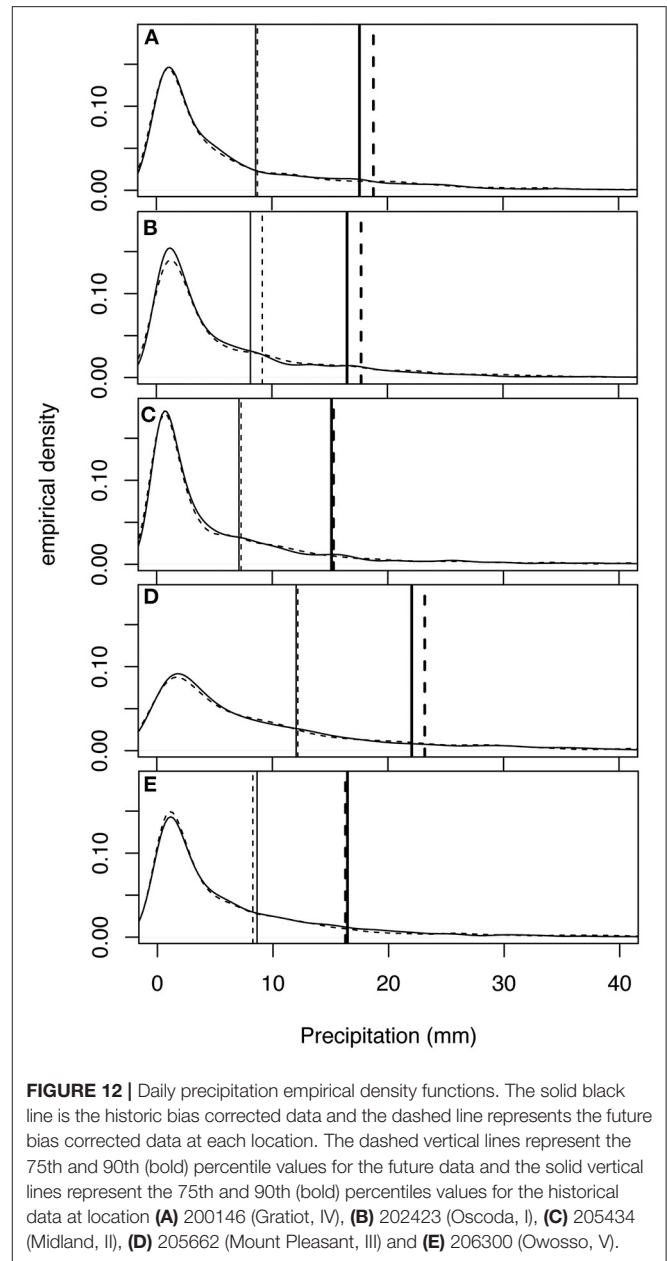 A
0.10
0.00
B
0.10
0.00
C
0.10
0.00
D
0.10
0.00
E
0.10
0.00
empirical density
0 10 20 30 40
Precipitation (mm)
FIGURE 12 | Daily precipitation empirical density functions. The solid black
line is the historic bias corrected data and the dashed line represents the future
bias corrected data at each location. The dashed vertical lines represent the
75th and 90th (bold) percentile values for the future data and the solid vertical
lines represent the 75th and 90th (bold) percentiles values for the historical
data at location (A) 200146 (Gratiot, IV), (B) 202423 (Oscoda, I), (C) 205434
(Midland, II), (D) 205662 (Mount Pleasant, III) and (E) 206300 (Owosso, V).